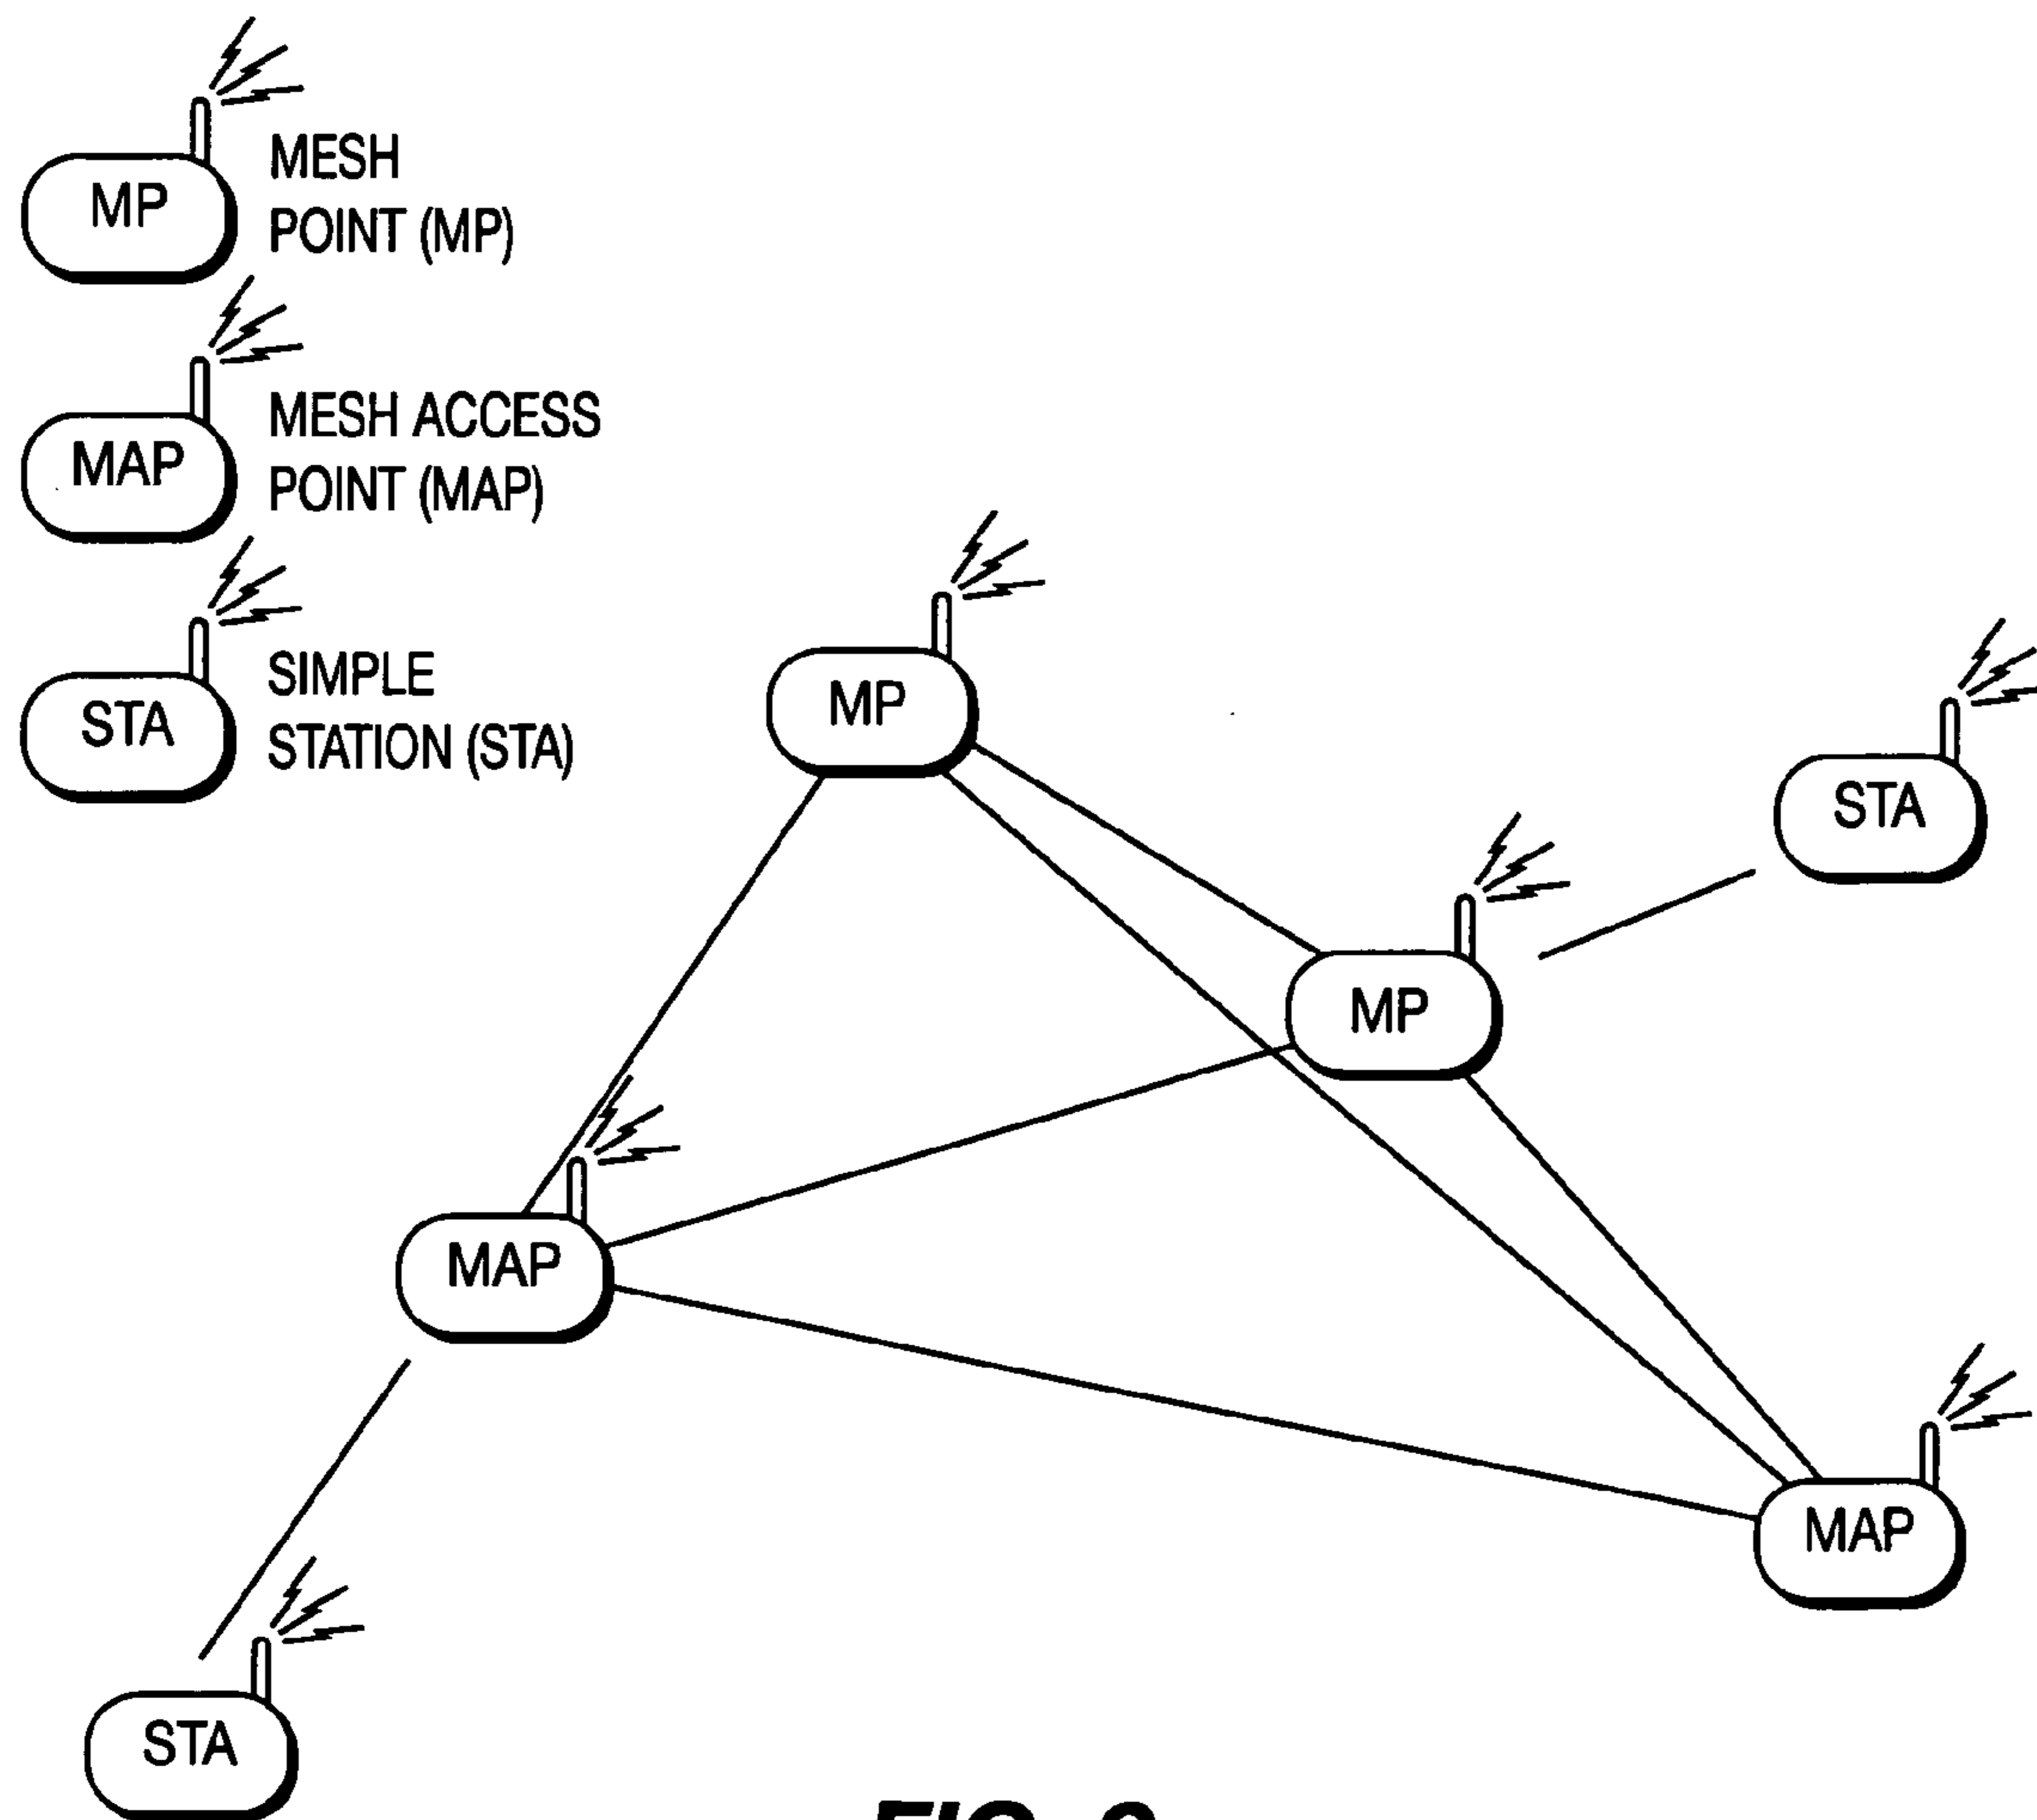 MP
MESH
POINT (MP)
MAP
MESH ACCESS
POINT (MAP)
STA
SIMPLE
STATION (STA)
MP
STA
MP
MAP
MAP
STA